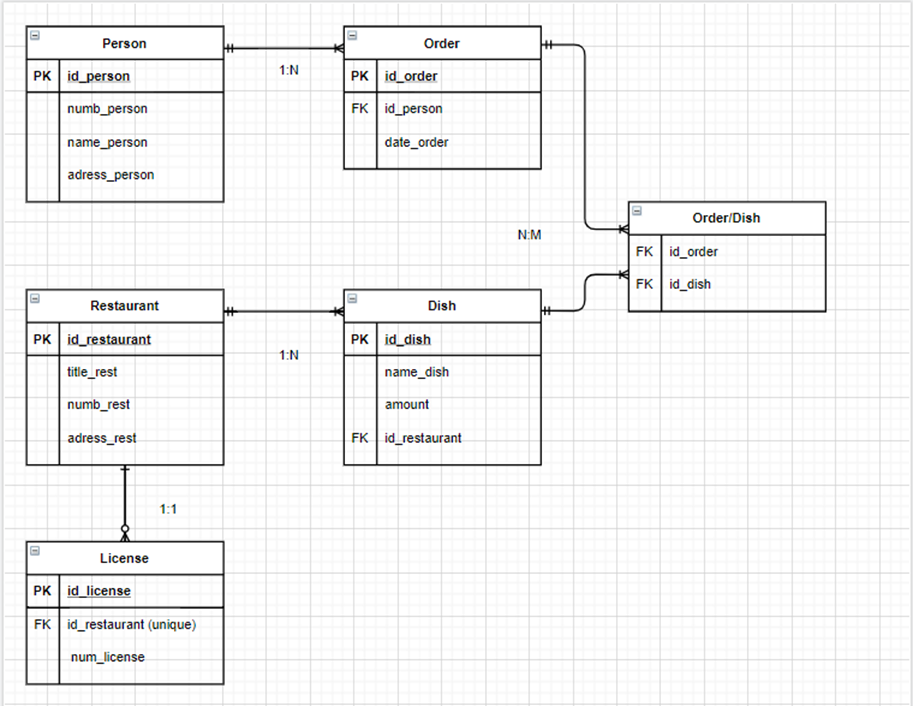 Person
PK id_person
numb_person
name_person
adress_person
1:N
Order
PK id_order
FK id_person
date_order
N:M
Order/Dish
FK id_order
FK id_dish
Restaurant
PK id_restaurant
title_rest
numb_rest
adress_rest
1:N
Dish
PK id_dish
name_dish
amount
FK id_restaurant
1:1
License
PK id_license
FK id_restaurant (unique)
num_license